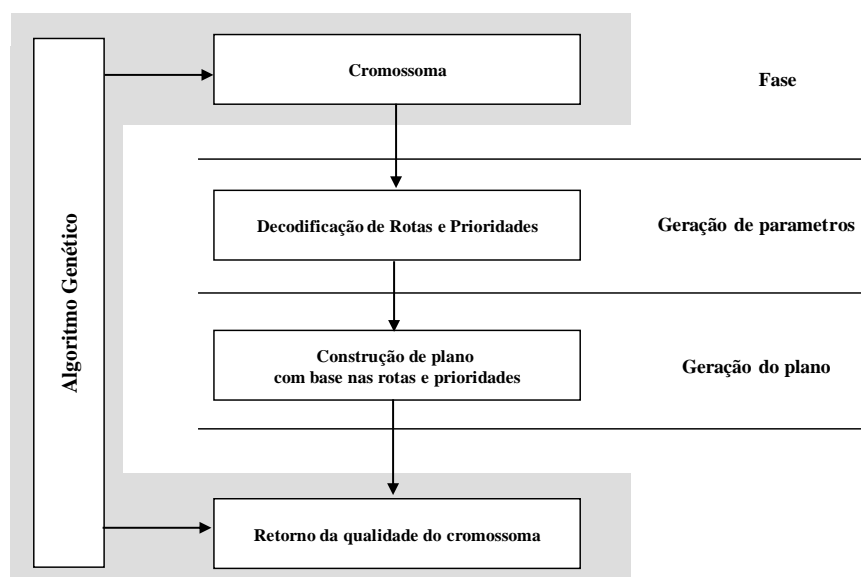 Cromossoma
Fase
Decodificação de Rotas e Prioridades
Geração de parametros
Algoritmo Genético
Construção de plano
com base nas rotas e prioridades
Geração do plano
Retorno da qualidade do cromossoma